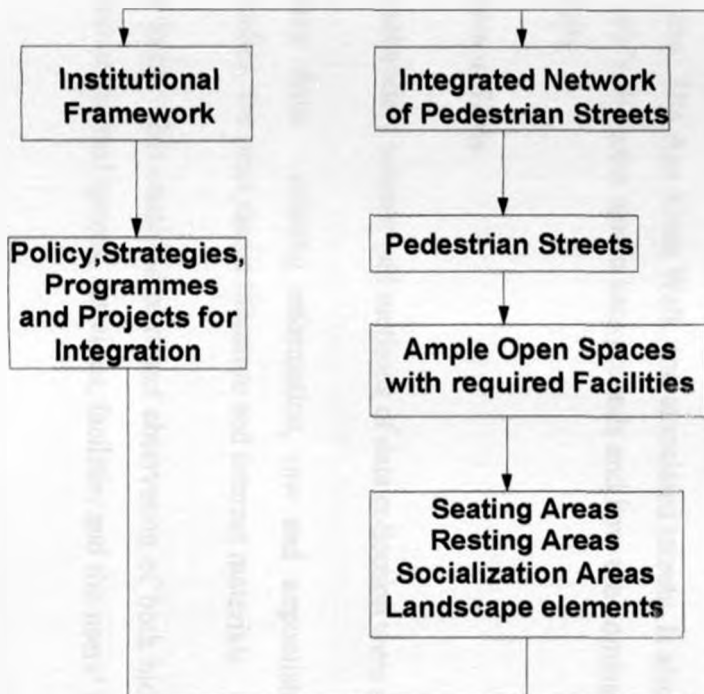 Institutional
Framework
Integrated Network
of Pedestrian Streets
Policy,Strategies,
Programmes
and Projects for
Integration
Pedestrian Streets
Ample Open Spaces
with required Facilities
Seating Areas
Resting Areas
Socialization Areas
Landscape elements